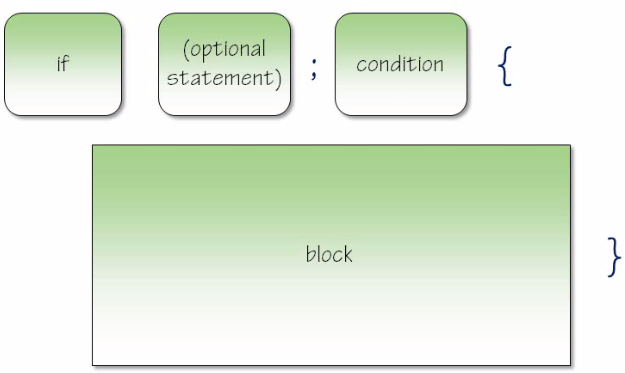 if (optional statement) ; condition {
block
}